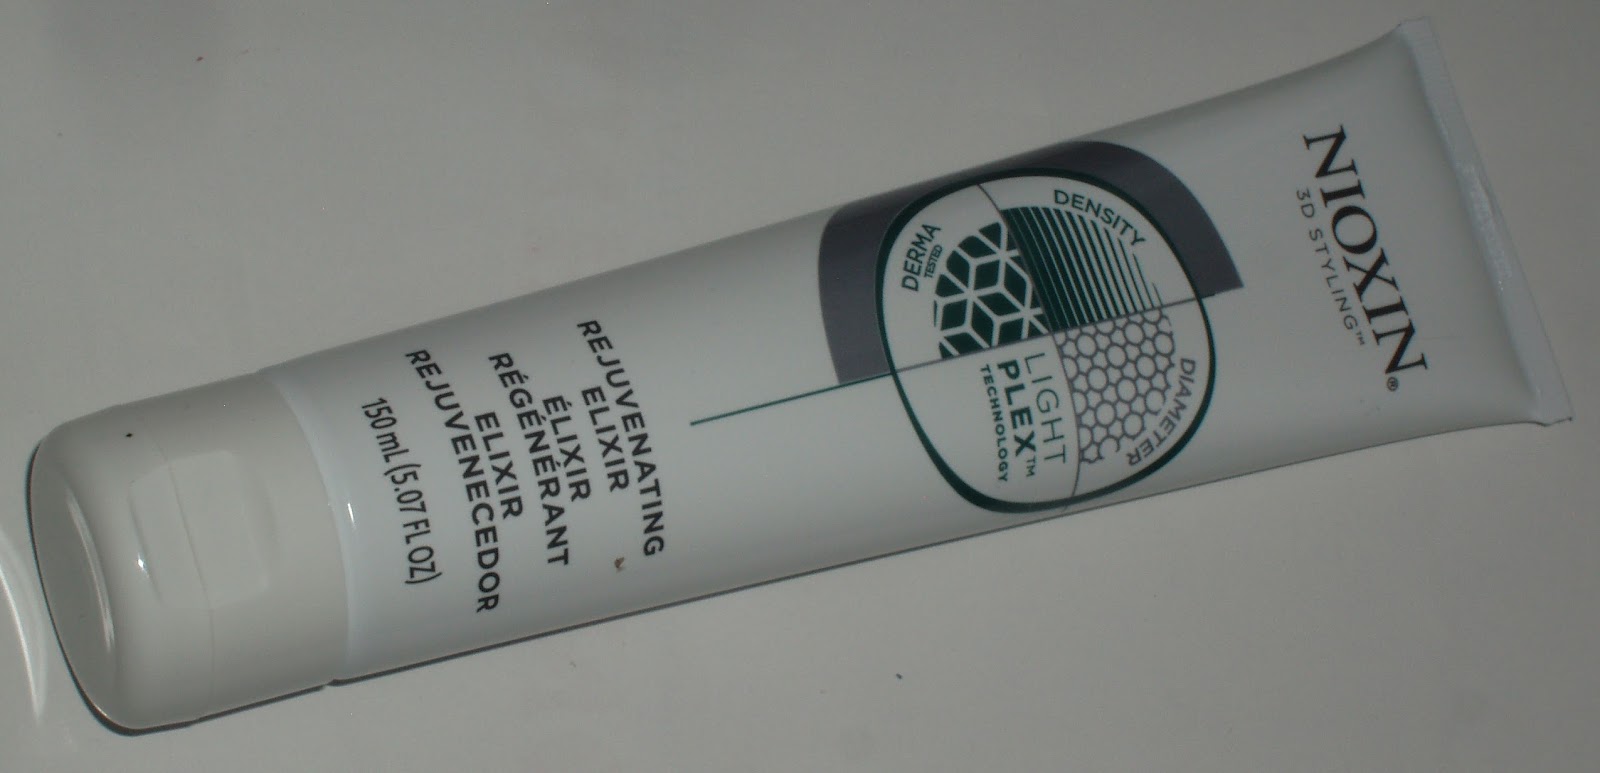 NIOXIN®
3D STYLING™
DENSITY
DIAMETER
DERMA
TESTED
LIGHT
PLEX™
TECHNOLOGY
REJUVENATING
ELIXIR
ÉLIXIR
RÉGÉNÉRANT
ELIXIR
REJUVENECEDOR
150 mL (5.07 FL OZ)